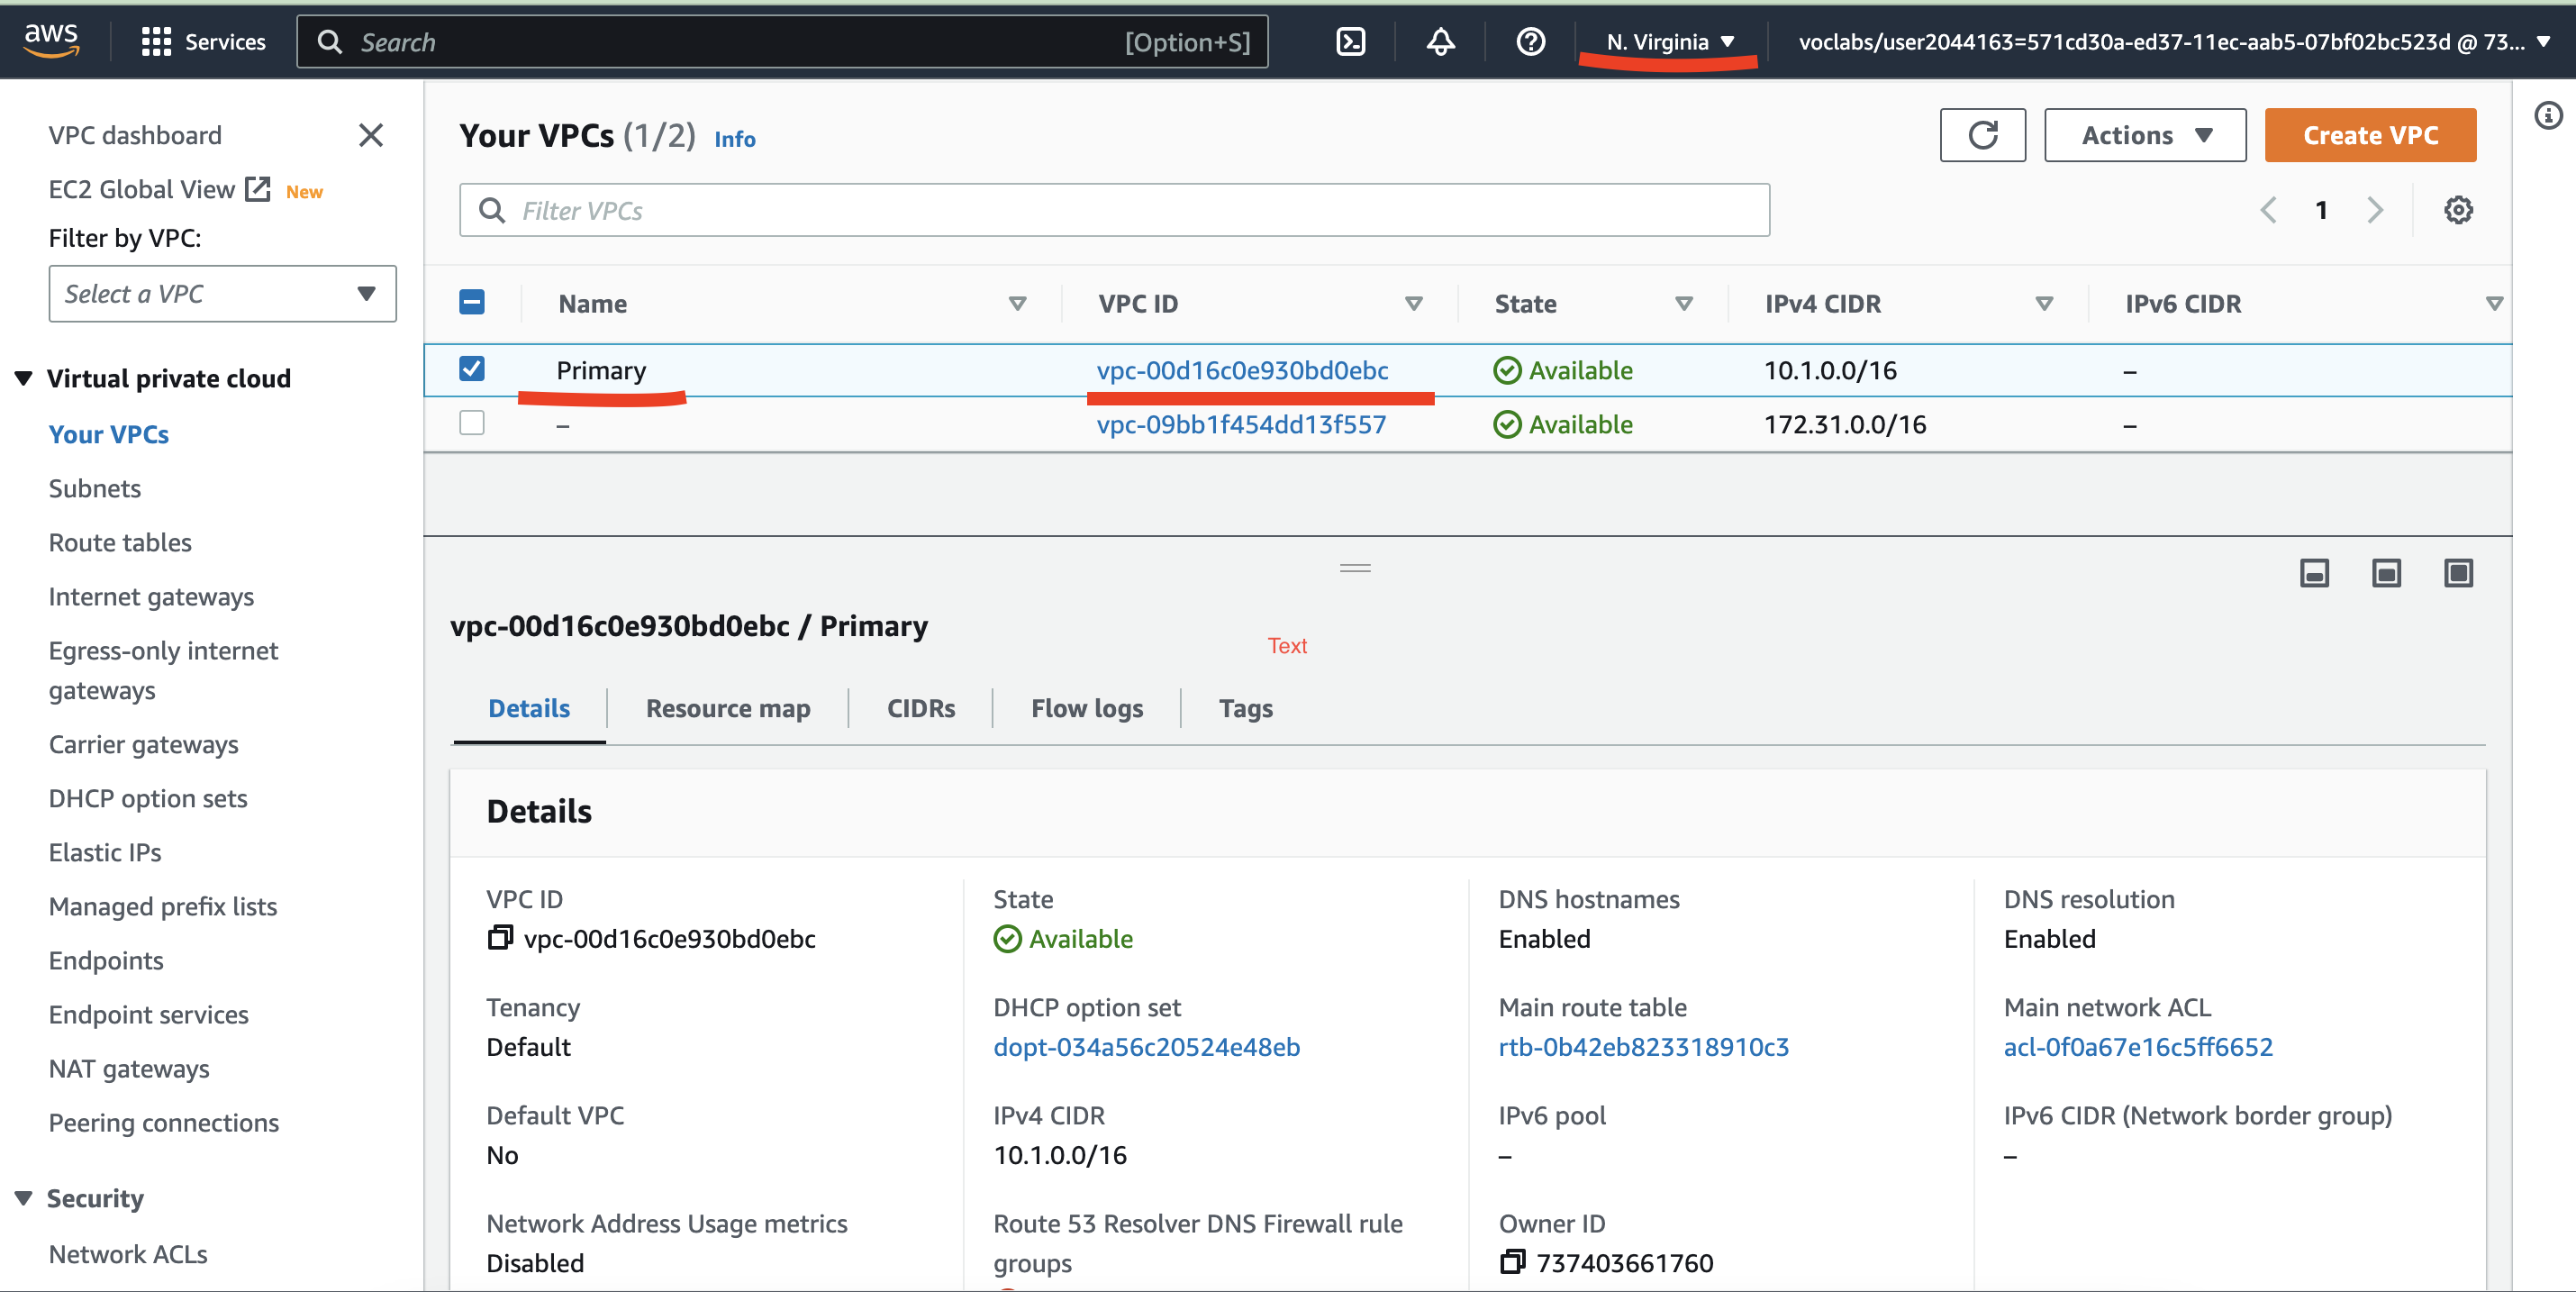 aws
Services
Search [Option+S]
N. Virginia
voclabs/user2044163=571cd30a-ed37-11ec-aab5-07bf02bc523d @ 73...
VPC dashboard
EC2 Global View New
Filter by VPC:
Select a VPC
Virtual private cloud
Your VPCs
Subnets
Route tables
Internet gateways
Egress-only internet
gateways
Carrier gateways
DHCP option sets
Elastic IPs
Managed prefix lists
Endpoints
Endpoint services
NAT gateways
Peering connections
Security
Network ACLs
Your VPCs (1/2) Info
Actions
Create VPC
Filter VPCs
1
Name VPC ID State IPv4 CIDR IPv6 CIDR
Primary vpc-00d16c0e930bd0ebc Available 10.1.0.0/16 –
– vpc-09bb1f454dd13f557 Available 172.31.0.0/16 –
vpc-00d16c0e930bd0ebc / Primary
Text
Details Resource map CIDRs Flow logs Tags
Details
VPC ID
vpc-00d16c0e930bd0ebc
State
Available
DNS hostnames
Enabled
DNS resolution
Enabled
Tenancy
Default
DHCP option set
dopt-034a56c20524e48eb
Main route table
rtb-0b42eb823318910c3
Main network ACL
acl-0f0a67e16c5ff6652
Default VPC
No
IPv4 CIDR
10.1.0.0/16
IPv6 pool
–
IPv6 CIDR (Network border group)
–
Network Address Usage metrics
Disabled
Route 53 Resolver DNS Firewall rule
groups
Owner ID
737403661760